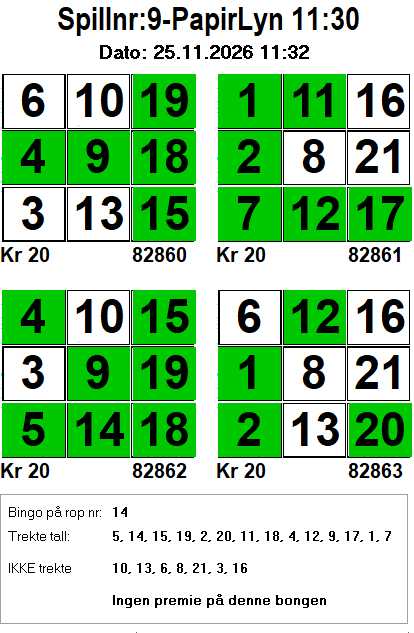 Spillnr:9-PapirLyn 11:30
Dato: 25.11.2026 11:32
6 10 19
4 9 18
3 13 15
Kr 20 82860
1 11 16
2 8 21
7 12 17
Kr 20 82861
4 10 15
3 9 19
5 14 18
Kr 20 82862
6 12 16
1 8 21
2 13 20
Kr 20 82863
Bingo på rop nr: 14
Trekte tall: 5, 14, 15, 19, 2, 20, 11, 18, 4, 12, 9, 17, 1, 7
IKKE trekte 10, 13, 6, 8, 21, 3, 16
Ingen premie på denne bongen